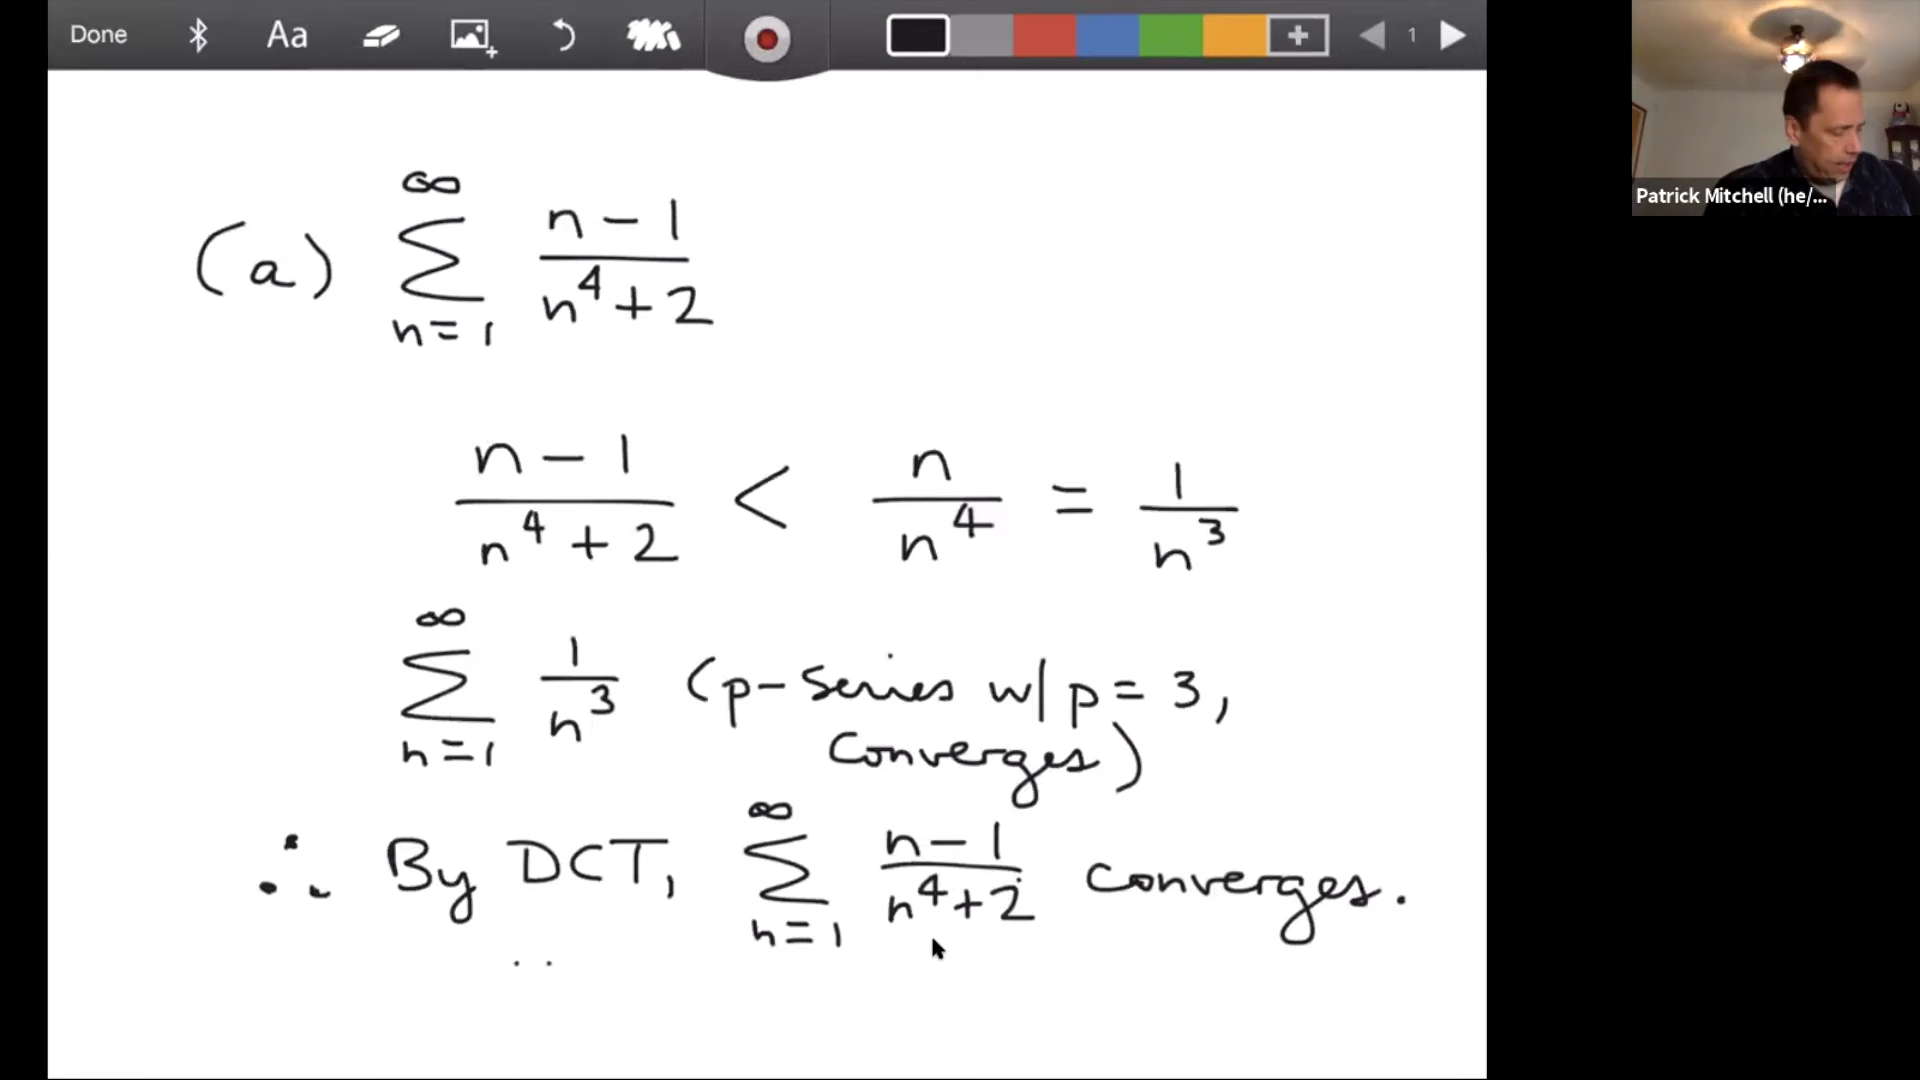 Done Aa 1
Patrick Mitchell (he/...
(a) ∞ Σ n=1 n-1 / n⁴+2
n-1 / n⁴+2 < n / n⁴ = 1 / n³
∞ Σ n=1 1 / n³ (p-series w/ p = 3,
converges)
∴ By DCT, ∞ Σ n=1 n-1 / n⁴+2 converges.